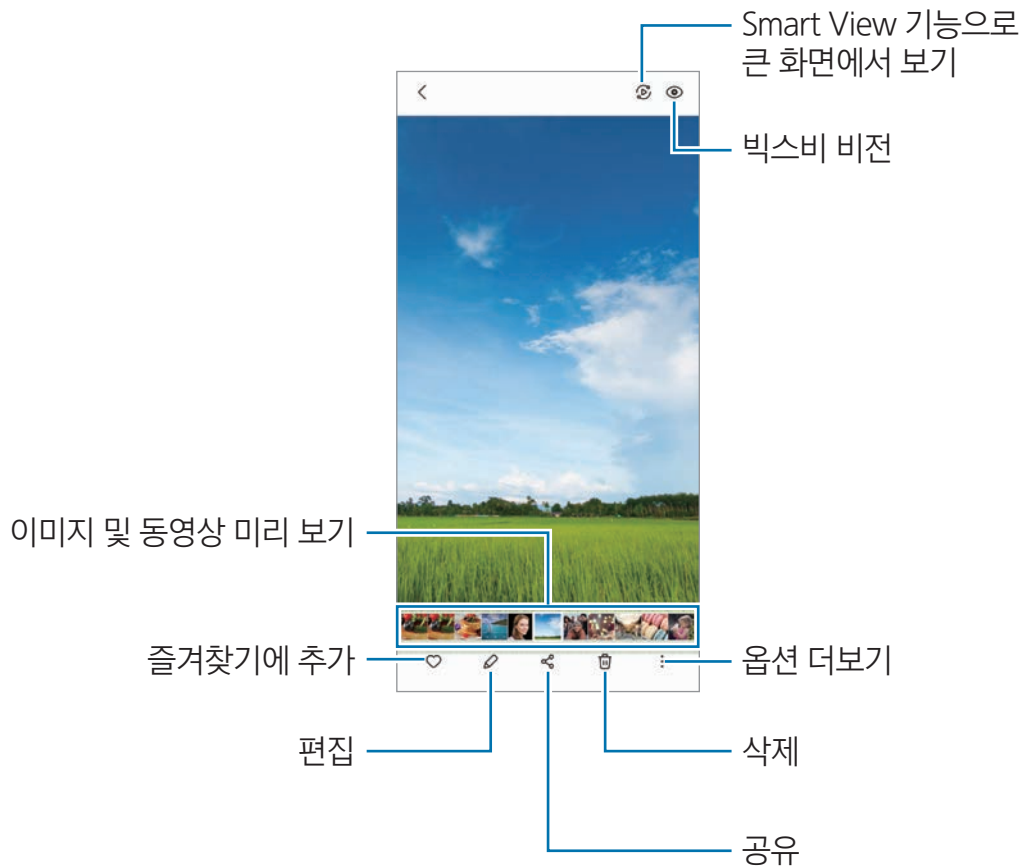 Smart View 기능으로
큰 화면에서 보기
빅스비 비전
이미지 및 동영상 미리 보기
즐겨찾기에 추가
옵션 더보기
편집
삭제
공유